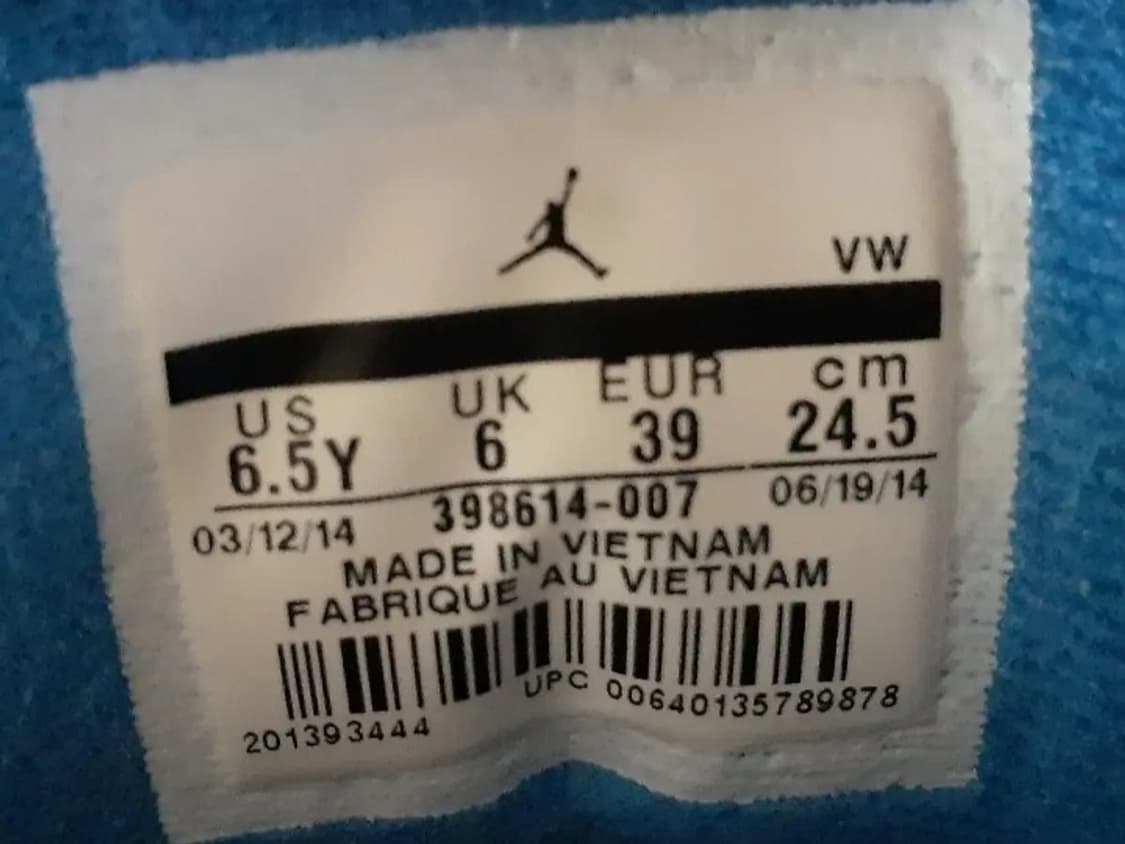 VW
US UK EUR cm
6.5Y 6 39 24.5
03/12/14 398614-007 06/19/14
MADE IN VIETNAM
FABRIQUE AU VIETNAM
UPC 00640135789878
201393444